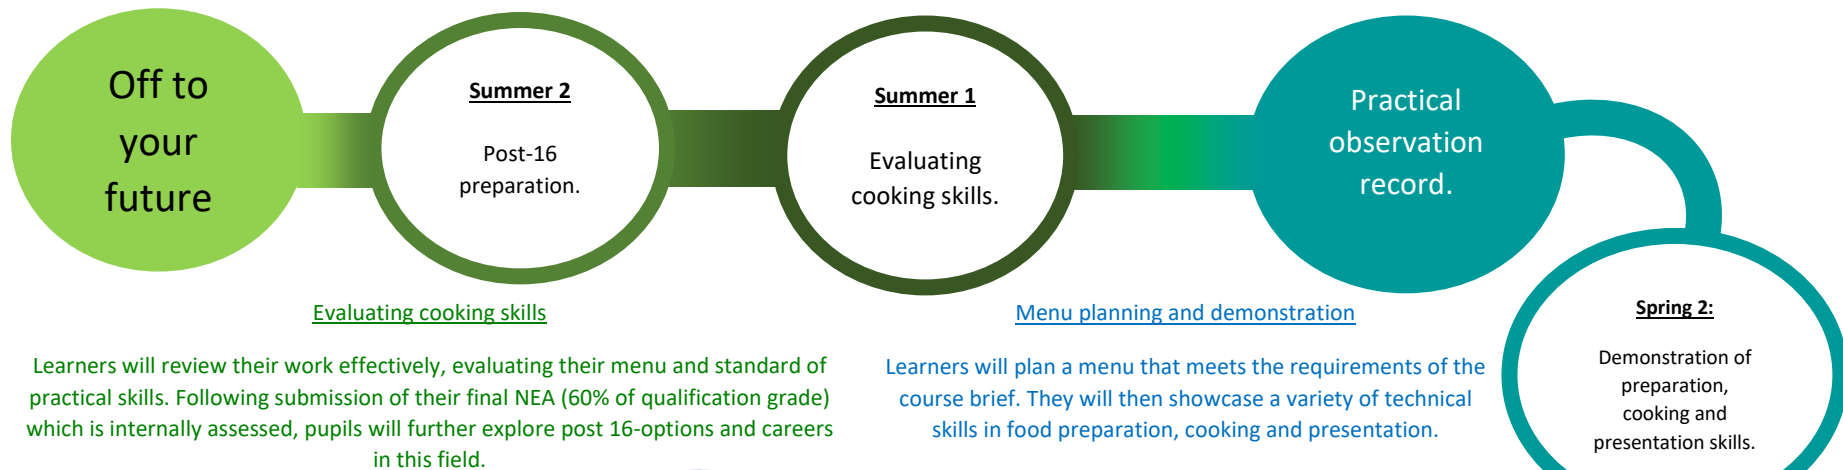 Off to
your
future
Summer 2
Post-16
preparation.
Summer 1
Evaluating
cooking skills.
Practical
observation
record.
Spring 2:
Demonstration of
preparation,
cooking and
presentation skills.
Evaluating cooking skills
Learners will review their work effectively, evaluating their menu and standard of
practical skills. Following submission of their final NEA (60% of qualification grade)
which is internally assessed, pupils will further explore post 16-options and careers
in this field.
Menu planning and demonstration
Learners will plan a menu that meets the requirements of the
course brief. They will then showcase a variety of technical
skills in food preparation, cooking and presentation.